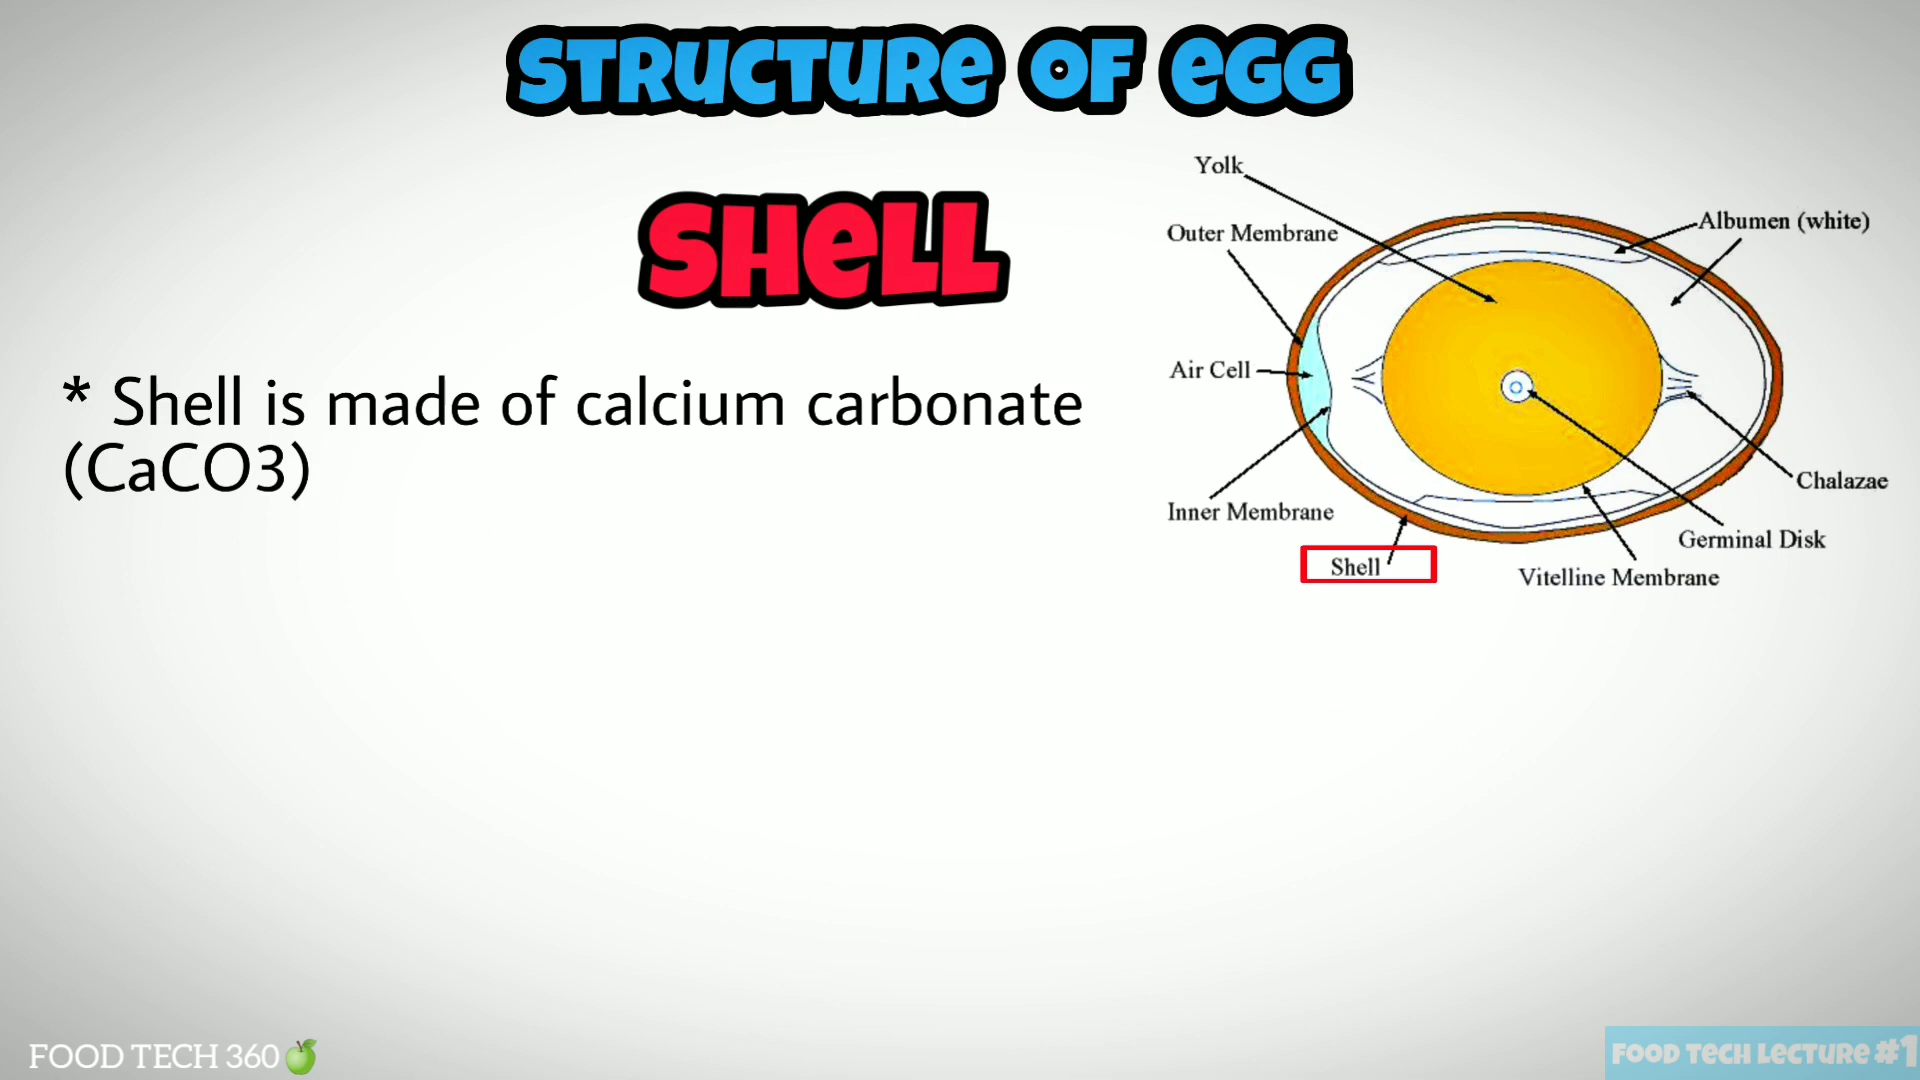 STRUCTURE OF EGG
SHELL
* Shell is made of calcium carbonate
(CaCO3)
Yolk
Albumen (white)
Outer Membrane
Air Cell
Chalazae
Inner Membrane
Germinal Disk
Shell
Vitelline Membrane
FOOD TECH 360
FOOD TECH LECTURE #1